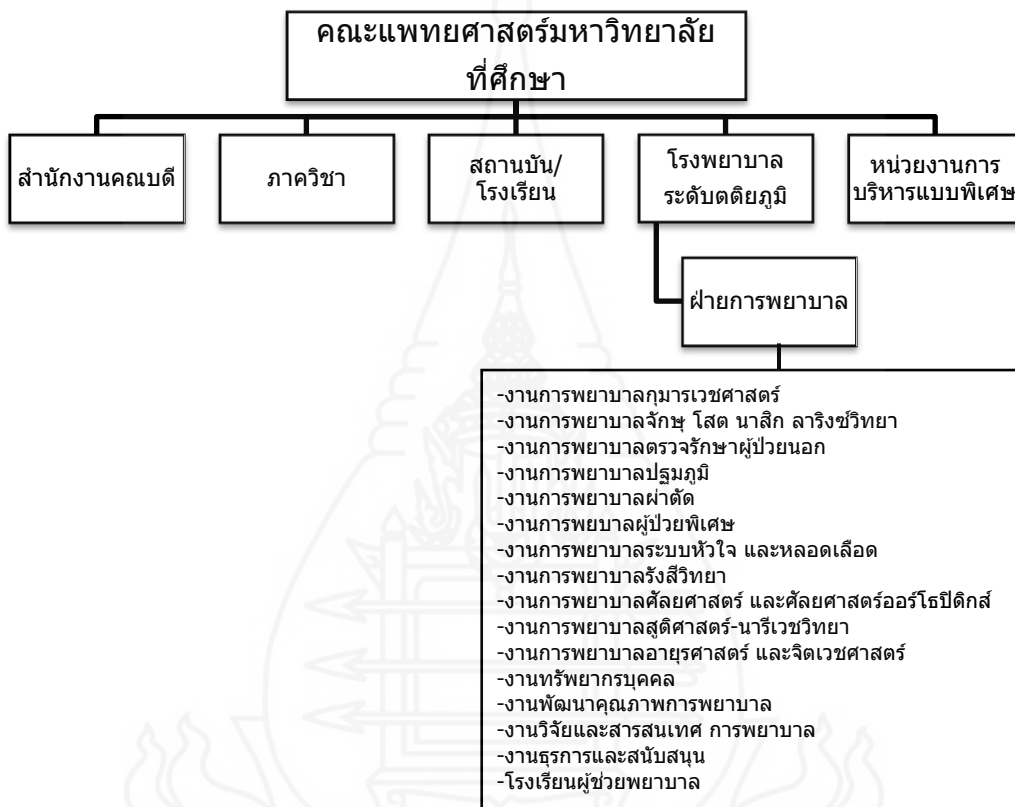 คณะแพทยศาสตร์มหาวิทยาลัย
ที่ศึกษา
สำนักงานคณบดี
ภาควิชา
สถานบัน/
โรงเรียน
โรงพยาบาล
ระดับตติยภูมิ
หน่วยงานการ
บริหารแบบพิเศษ
ฝ่ายการพยาบาล
-งานการพยาบาลกุมารเวชศาสตร์
-งานการพยาบาลจักษุ โสต นาสิก ลาริงซ์วิทยา
-งานการพยาบาลตรวจรักษาผู้ป่วยนอก
-งานการพยาบาลปฐมภูมิ
-งานการพยาบาลผ่าตัด
-งานการพยบาลผู้ป่วยพิเศษ
-งานการพยาบาลระบบหัวใจ และหลอดเลือด
-งานการพยาบาลรังสีวิทยา
-งานการพยาบาลศัลยศาสตร์ และศัลยศาสตร์ออร์โธปิดิกส์
-งานการพยาบาลสูติศาสตร์-นารีเวชวิทยา
-งานการพยาบาลอายุรศาสตร์ และจิตเวชศาสตร์
-งานทรัพยากรบุคคล
-งานพัฒนาคุณภาพการพยาบาล
-งานวิจัยและสารสนเทศ การพยาบาล
-งานธุรการและสนับสนุน
-โรงเรียนผู้ช่วยพยาบาล